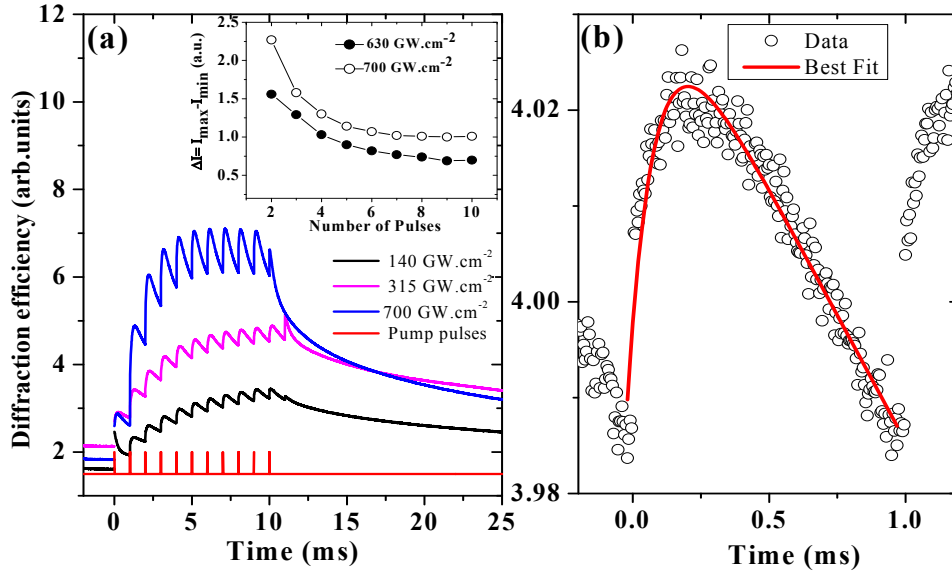 (a)
Diffraction efficiency (arb.units)
12
10
8
6
4
2
0
5
10
15
20
25
Time (ms)
ΔI= I_max-I_min (a.u.)
2.5
2.0
1.5
1.0
0.5
2
4
6
8
10
Number of Pulses
630 GW.cm⁻²
700 GW.cm⁻²
140 GW.cm⁻²
315 GW.cm⁻²
700 GW.cm⁻²
Pump pulses
(b)
Data
Best Fit
4.02
4.00
3.98
0.0
0.5
1.0
Time (ms)